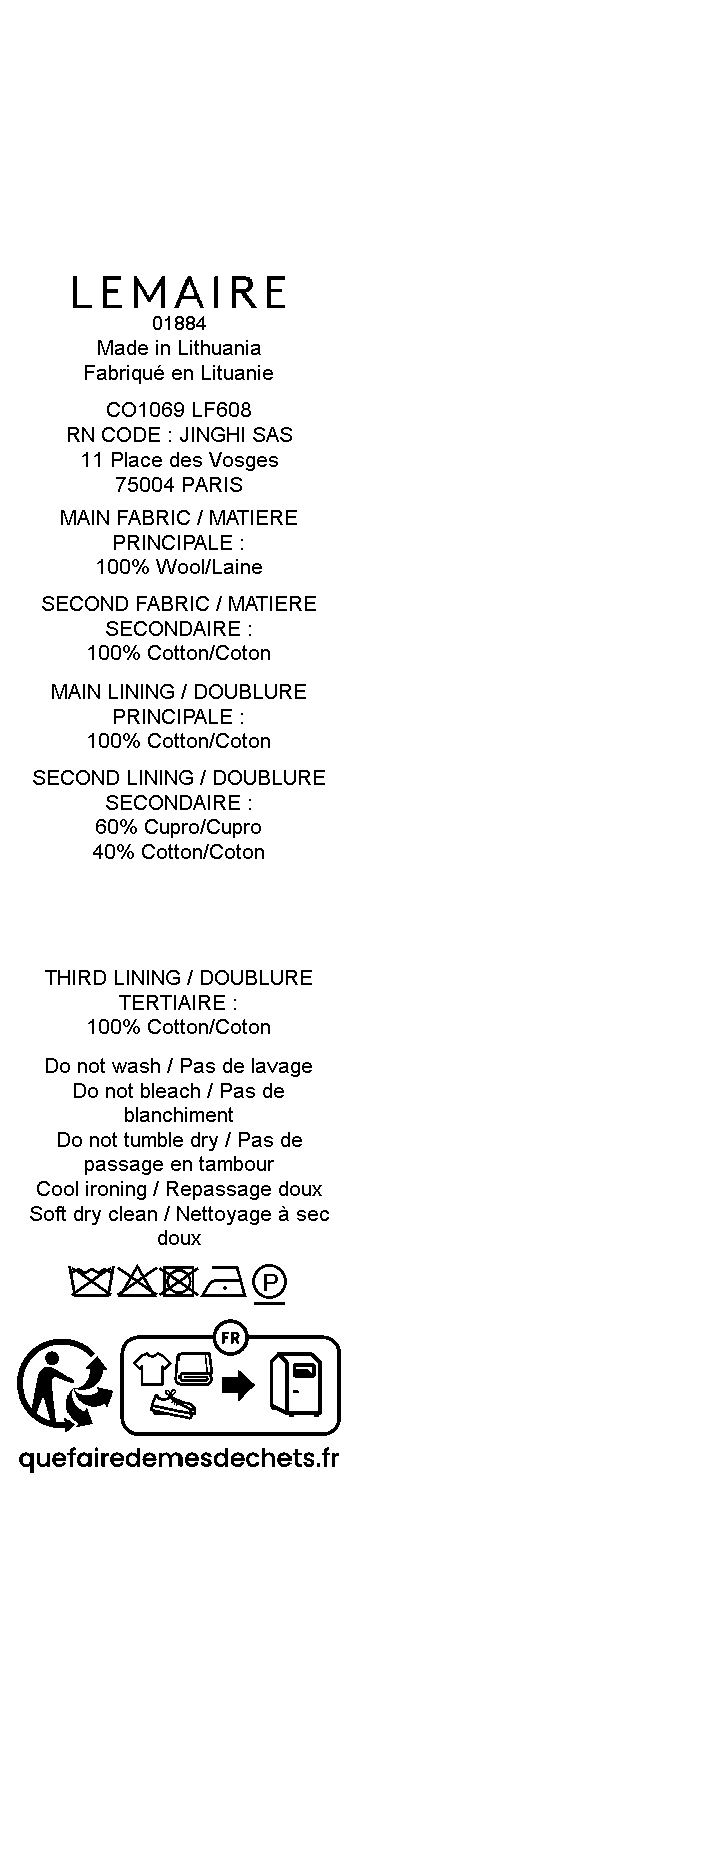 LEMAIRE
01884
Made in Lithuania
Fabriqué en Lituanie
CO1069 LF608
RN CODE : JINGHI SAS
11 Place des Vosges
75004 PARIS
MAIN FABRIC / MATIERE
PRINCIPALE :
100% Wool/Laine
SECOND FABRIC / MATIERE
SECONDAIRE :
100% Cotton/Coton
MAIN LINING / DOUBLURE
PRINCIPALE :
100% Cotton/Coton
SECOND LINING / DOUBLURE
SECONDAIRE :
60% Cupro/Cupro
40% Cotton/Coton
THIRD LINING / DOUBLURE
TERTIAIRE :
100% Cotton/Coton
Do not wash / Pas de lavage
Do not bleach / Pas de
blanchiment
Do not tumble dry / Pas de
passage en tambour
Cool ironing / Repassage doux
Soft dry clean / Nettoyage à sec
doux
P
FR
quefairedemesdechets.fr